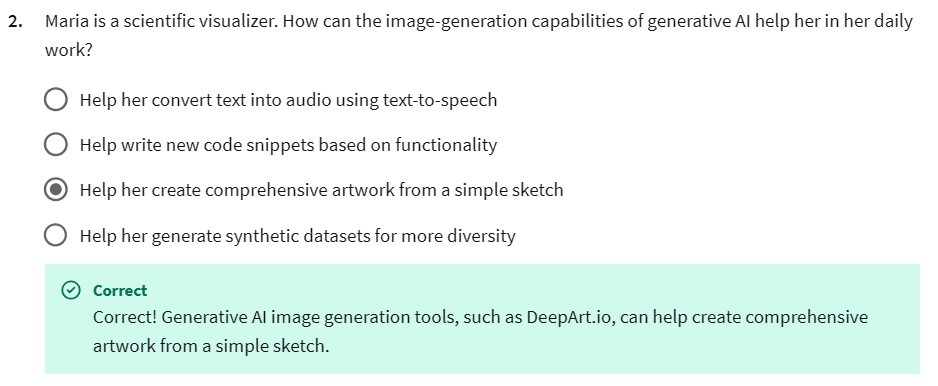 2. Maria is a scientific visualizer. How can the image-generation capabilities of generative AI help her in her daily
work?
Help her convert text into audio using text-to-speech
Help write new code snippets based on functionality
Help her create comprehensive artwork from a simple sketch
Help her generate synthetic datasets for more diversity
Correct
Correct! Generative AI image generation tools, such as DeepArt.io, can help create comprehensive
artwork from a simple sketch.